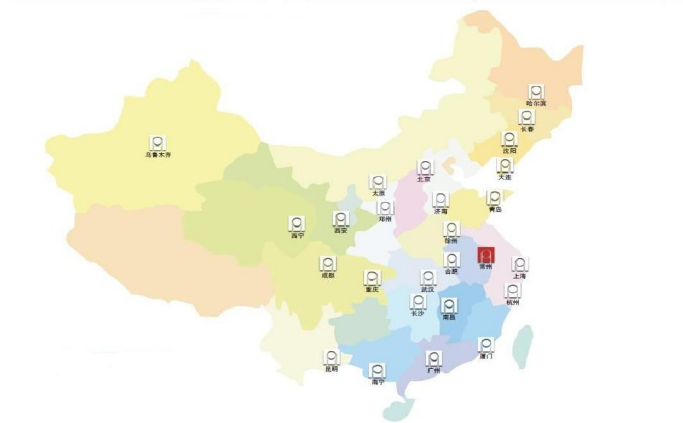 哈尔滨
长春
沈阳
乌鲁木齐
大连
北京
太原
青岛
济南
郑州
西安
西宁
徐州
常州
合肥
上海
成都
重庆
武汉
杭州
长沙
南昌
厦门
昆明
广州
南宁